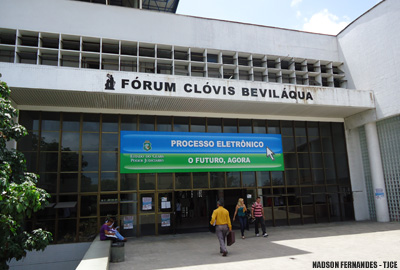 FÓRUM CLÓVIS BEVILÁQUA
PROCESSO ELETRÔNICO
O FUTURO, AGORA
NADSON FERNANDES - TJCE